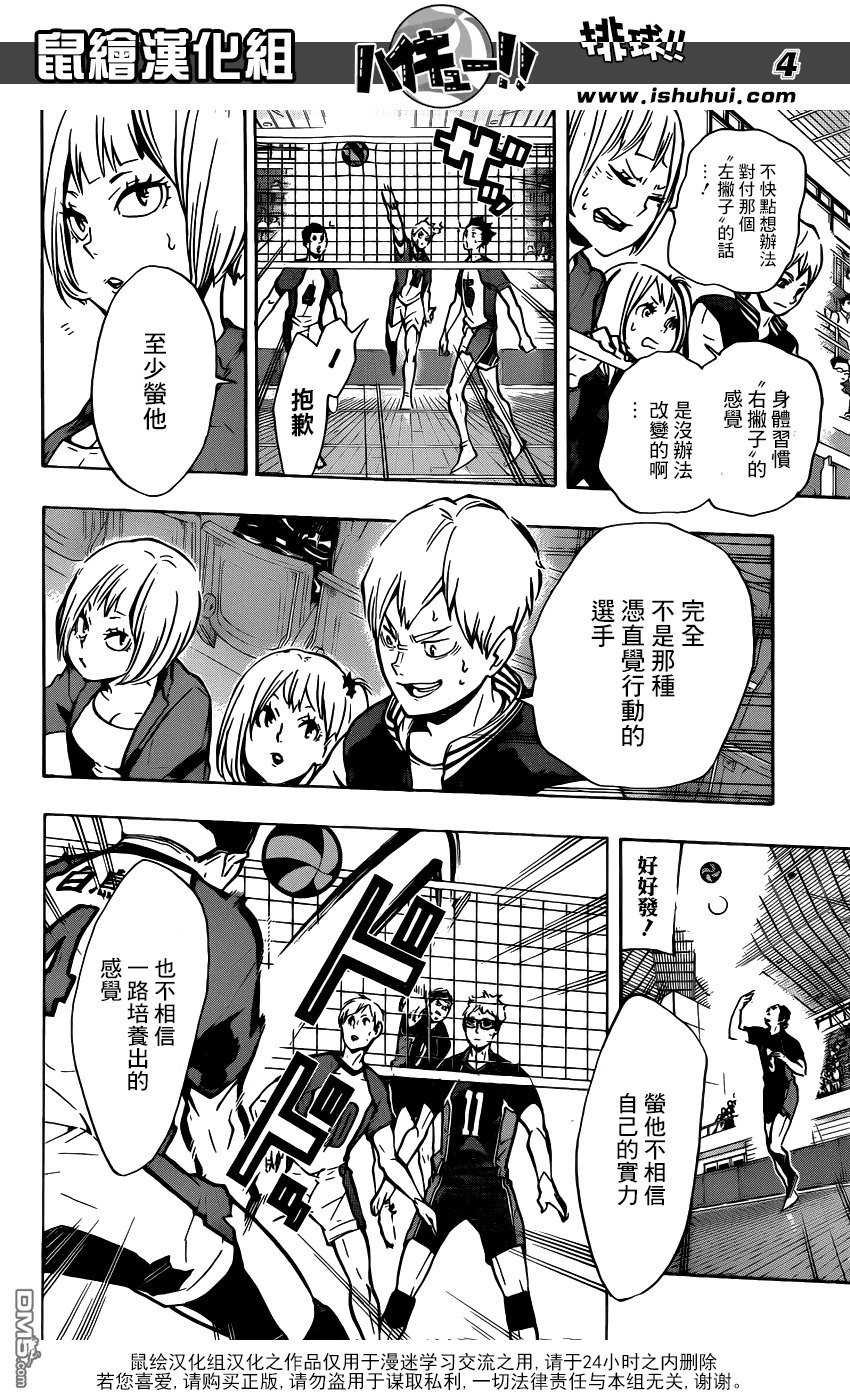 鼠繪漢化組
ハイキュー!!
排球!!
4
www.ishuhui.com
不快點想辦法
對付那個
〝左撇子〞的話
…!
身體習慣
〝右撇子〞的
感覺
是沒辦法
改變的啊
…
抱歉
ー
至少螢他
完全
不是那種
憑直覺行動的
選手
好好發!
螢他不相信
自己的實力
也不相信
一路培養出的
感覺
4
5
11
4
DM5.com
鼠绘汉化组汉化之作品仅用于漫迷学习交流之用, 请于24小时之内删除
若您喜爱, 请购买正版, 请勿盗用于谋取私利, 一切法律责任与本组无关, 谢谢。